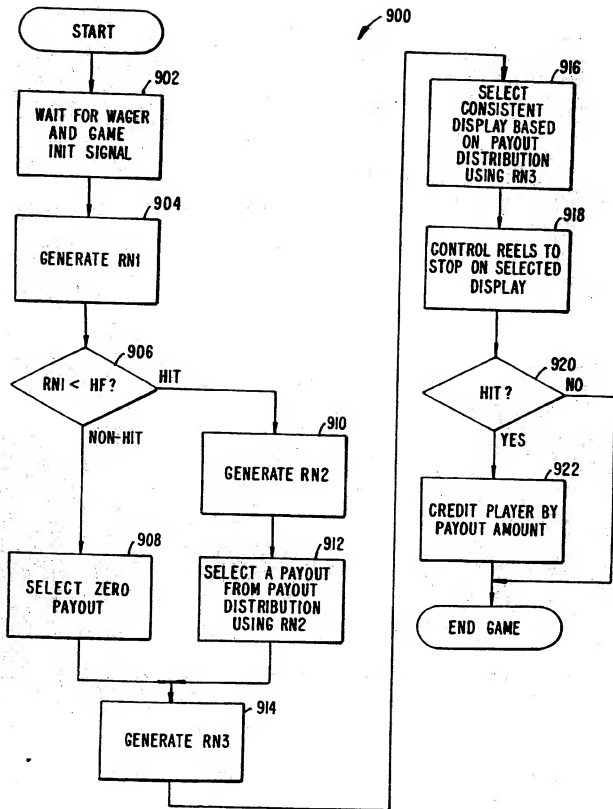 START
900
902
WAIT FOR WAGER
AND GAME
INIT SIGNAL
904
GENERATE RN1
906
RN1 < HF?
HIT
NON-HIT
910
GENERATE RN2
908
SELECT ZERO
PAYOUT
912
SELECT A PAYOUT
FROM PAYOUT
DISTRIBUTION
USING RN2
914
GENERATE RN3
916
SELECT
CONSISTENT
DISPLAY BASED
ON PAYOUT
DISTRIBUTION
USING RN3
918
CONTROL REELS TO
STOP ON SELECTED
DISPLAY
920
HIT?
NO
YES
922
CREDIT PLAYER BY
PAYOUT AMOUNT
END GAME